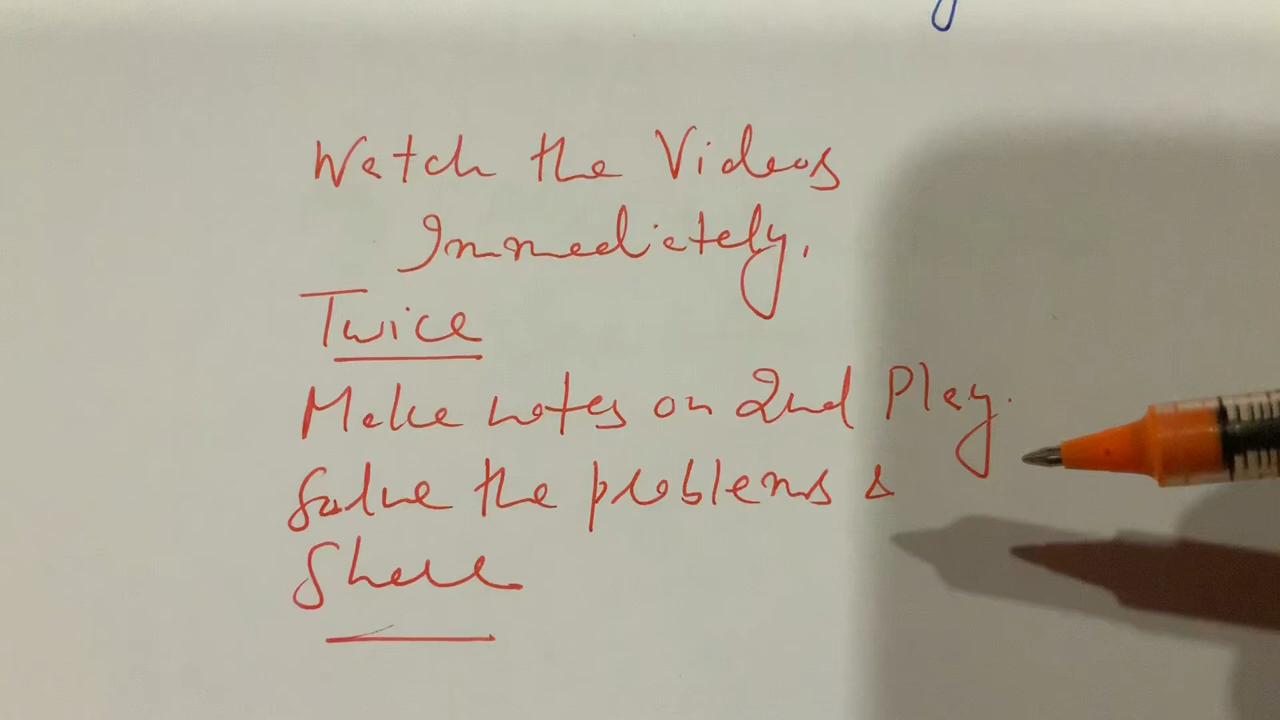 Watch the Videos
Immediately.
Twice
Make notes on 2nd Play.
Solve the problems &
Share